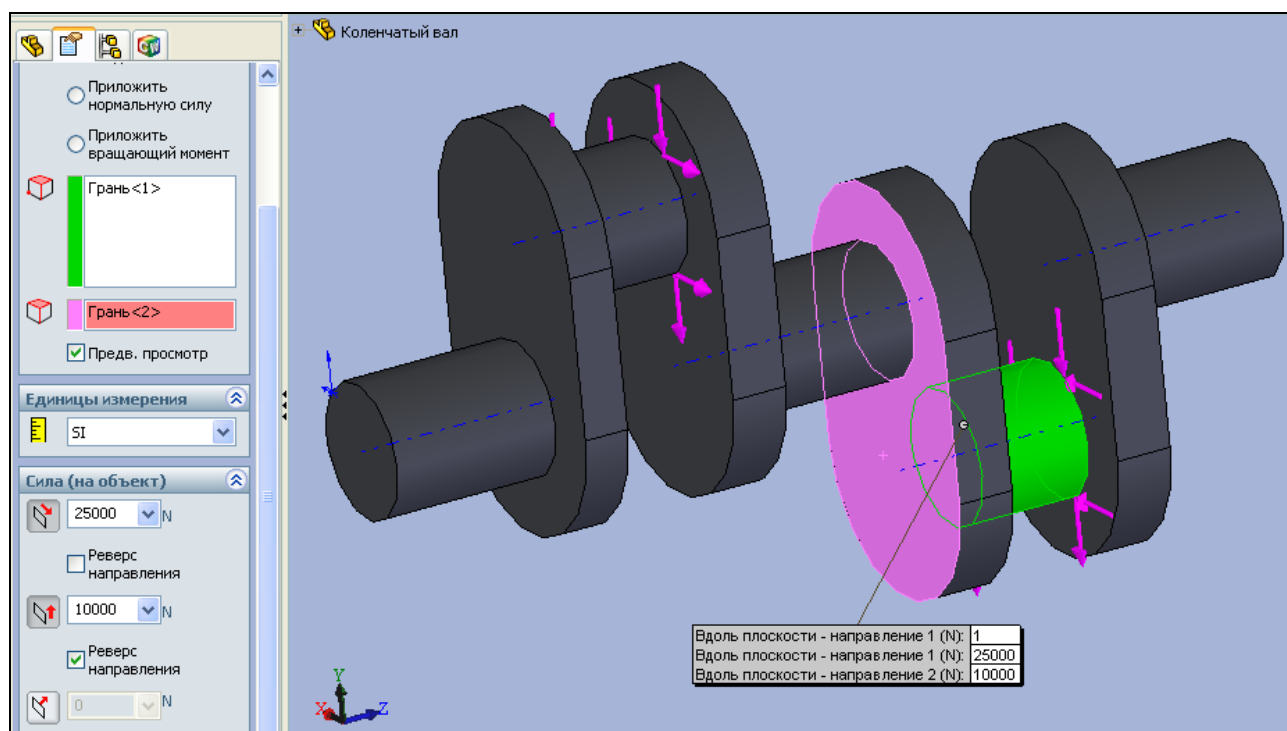 Коленчатый вал
Приложить
нормальную силу
Приложить
вращающий момент
Грань<1>
Грань<2>
Предв. просмотр
Единицы измерения
SI
Сила (на объект)
25000 N
Реверс
направления
10000 N
Реверс
направления
0 N
Вдоль плоскости - направление 1 (N): 1
Вдоль плоскости - направление 1 (N): 25000
Вдоль плоскости - направление 2 (N): 10000
Y
X Z